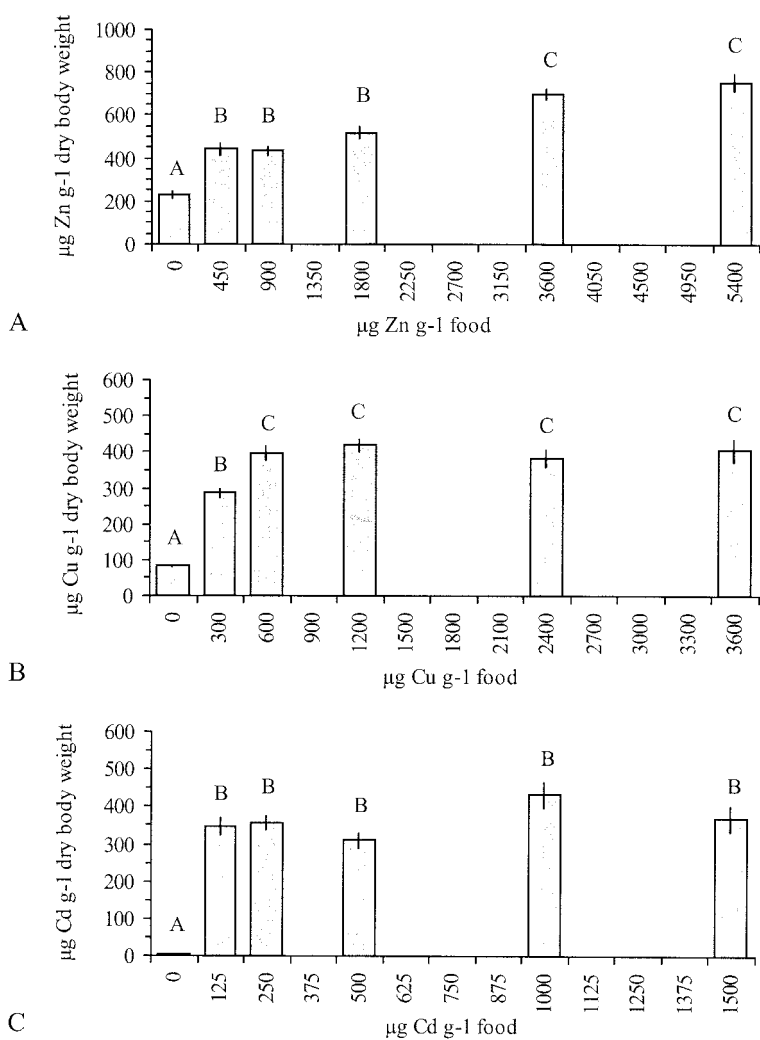 1000
800
600
400
200
0
µg Zn g-1 dry body weight
A
B
B
B
C
C
0
450
900
1350
1800
2250
2700
3150
3600
4050
4500
4950
5400
µg Zn g-1 food
A
600
500
400
300
200
100
0
µg Cu g-1 dry body weight
A
B
C
C
C
C
0
300
600
900
1200
1500
1800
2100
2400
2700
3000
3300
3600
µg Cu g-1 food
B
600
500
400
300
200
100
0
µg Cd g-1 dry body weight
A
B
B
B
B
B
0
125
250
375
500
625
750
875
1000
1125
1250
1375
1500
µg Cd g-1 food
C